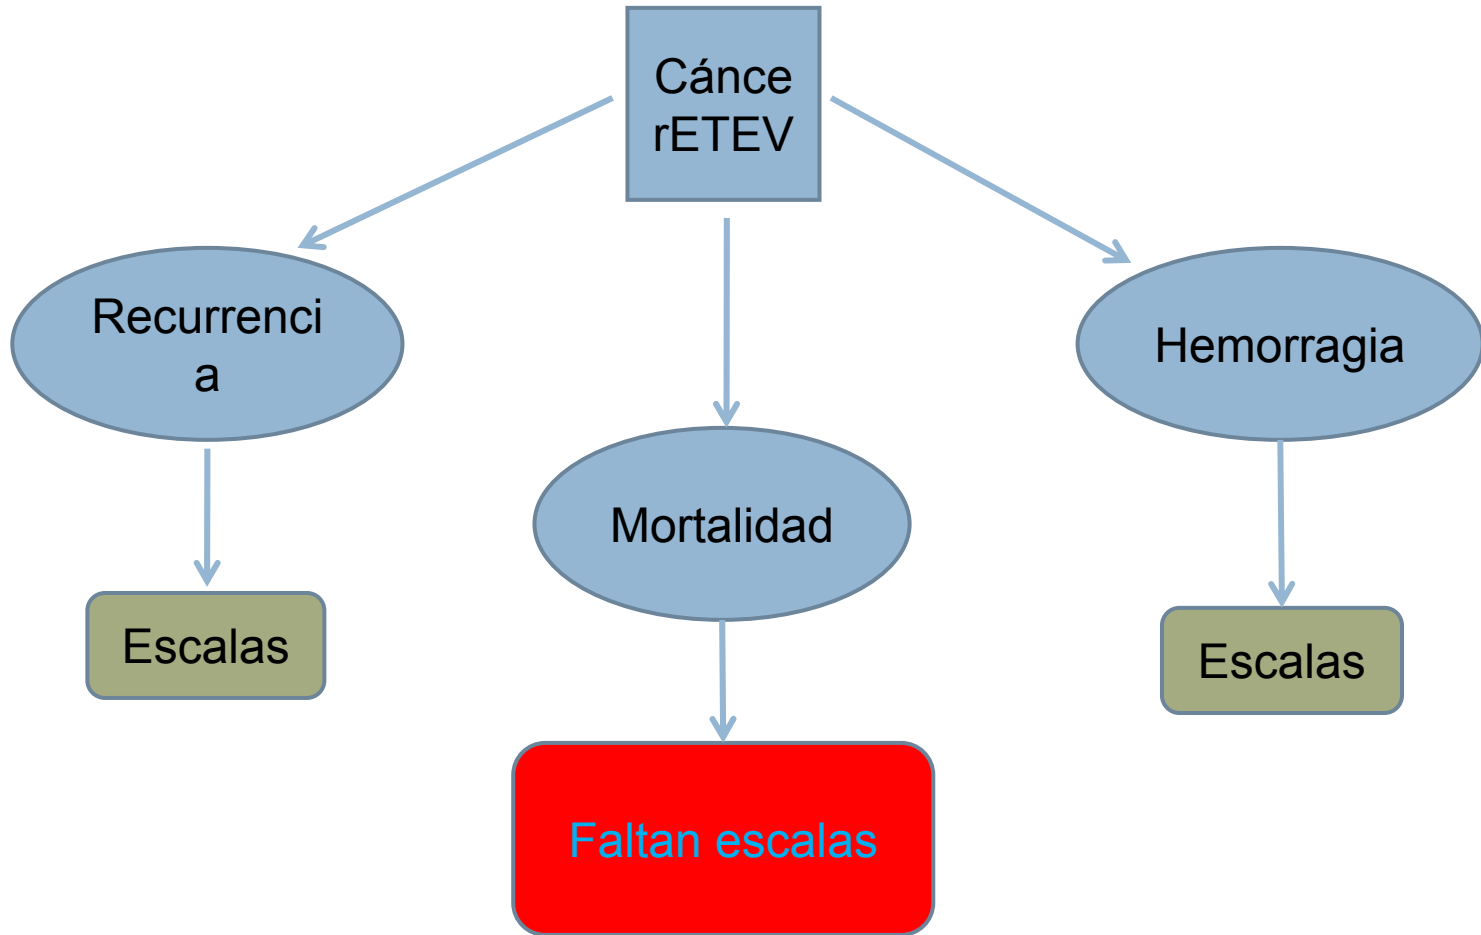 Cánce
rETEV
Recurrenci
a
Hemorragia
Mortalidad
Escalas
Escalas
Faltan escalas